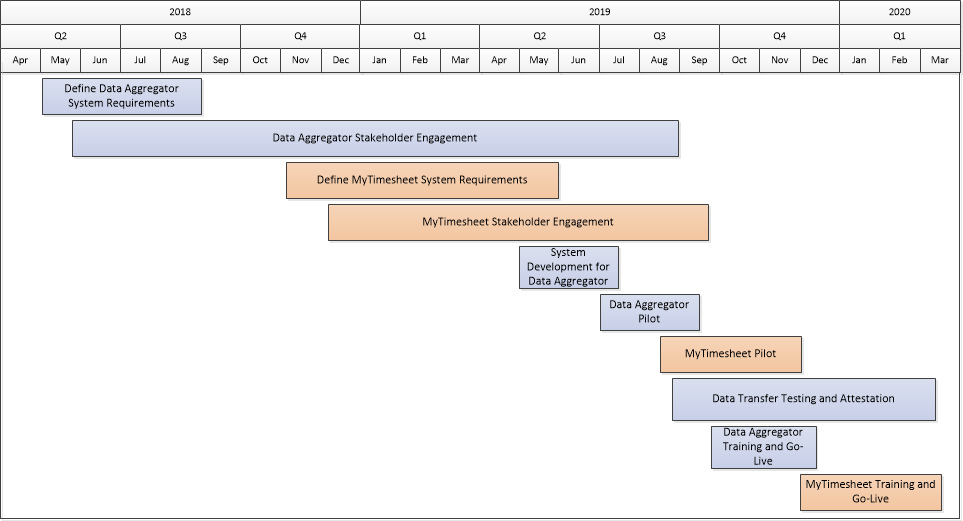 2018 2019 2020
Q2 Q3 Q4 Q1 Q2 Q3 Q4 Q1
Apr May Jun Jul Aug Sep Oct Nov Dec Jan Feb Mar Apr May Jun Jul Aug Sep Oct Nov Dec Jan Feb Mar
Define Data Aggregator
System Requirements
Data Aggregator Stakeholder Engagement
Define MyTimesheet System Requirements
MyTimesheet Stakeholder Engagement
System
Development for
Data Aggregator
Data Aggregator
Pilot
MyTimesheet Pilot
Data Transfer Testing and Attestation
Data Aggregator
Training and Go-
Live
MyTimesheet Training and
Go-Live